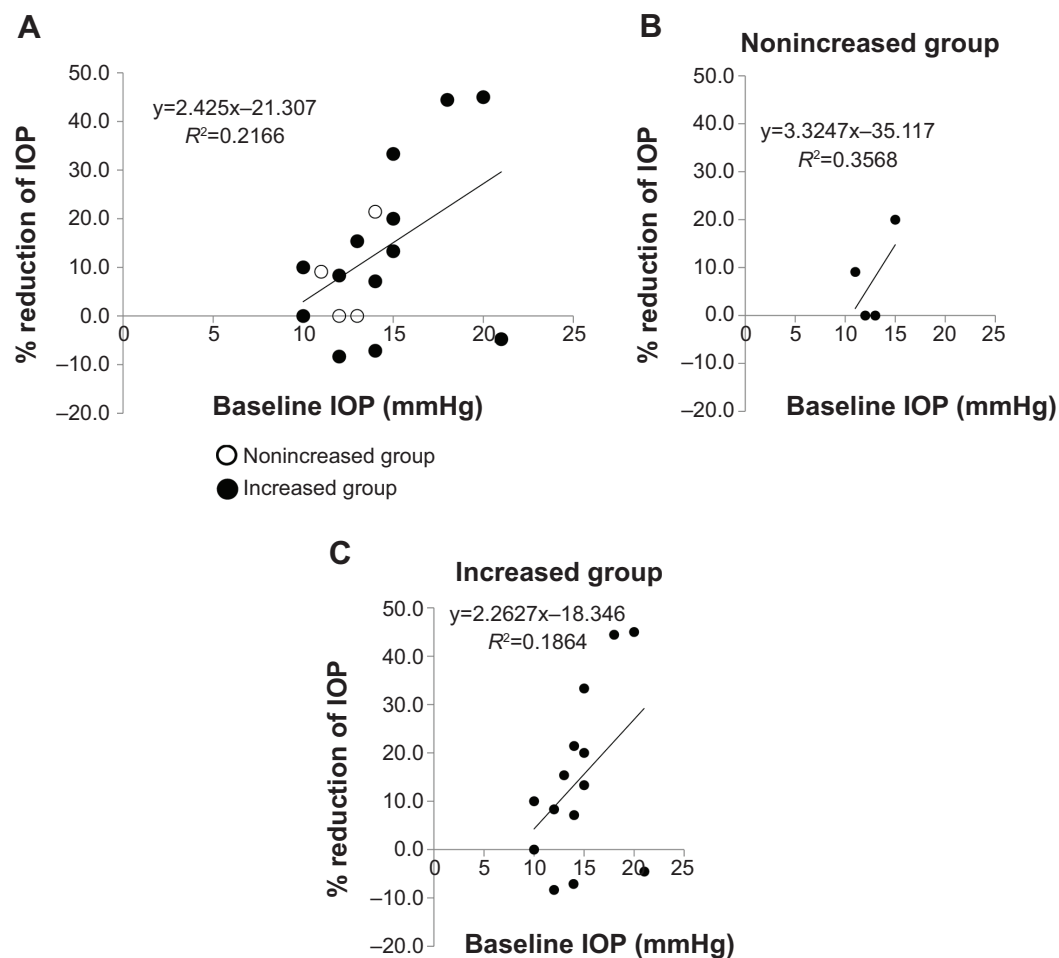 A
50.0
40.0
30.0
20.0
10.0
0.0
–10.0
–20.0
% reduction of IOP
y=2.425x–21.307
R²=0.2166
0 5 10 15 20 25
Baseline IOP (mmHg)
Nonincreased group
Increased group
B
Nonincreased group
50.0
40.0
30.0
20.0
10.0
0.0
–10.0
–20.0
% reduction of IOP
y=3.3247x–35.117
R²=0.3568
0 5 10 15 20 25
Baseline IOP (mmHg)
C
Increased group
50.0
40.0
30.0
20.0
10.0
0.0
–10.0
–20.0
% reduction of IOP
y=2.2627x–18.346
R²=0.1864
0 5 10 15 20 25
Baseline IOP (mmHg)